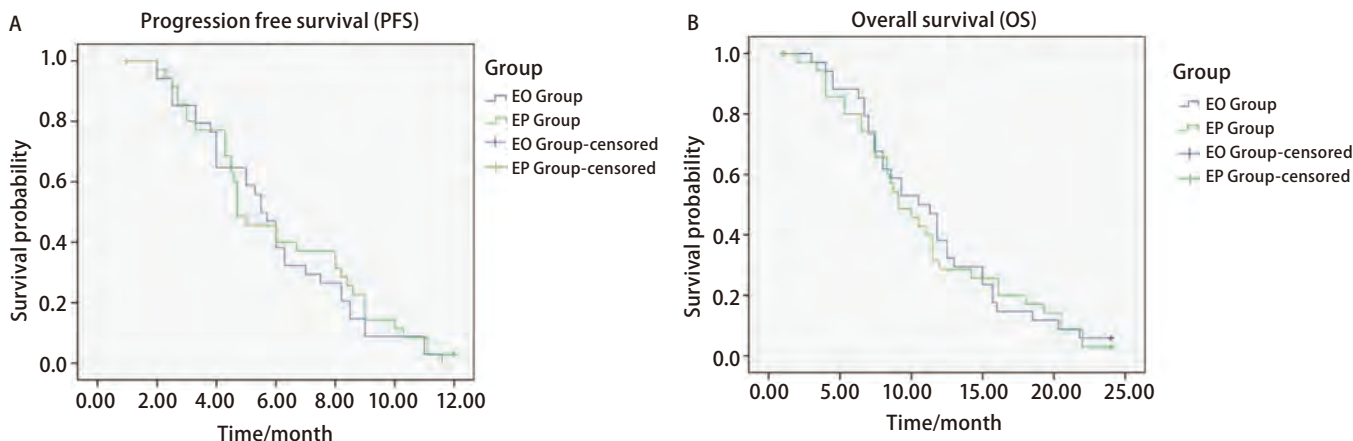 A
Progression free survival (PFS)
Survival probability
1.0
0.8
0.6
0.4
0.2
0.0
0.00 2.00 4.00 6.00 8.00 10.00 12.00
Time/month
Group
EO Group
EP Group
EO Group-censored
EP Group-censored
B
Overall survival (OS)
Survival probability
1.0
0.8
0.6
0.4
0.2
0.0
0.00 5.00 10.00 15.00 20.00 25.00
Time/month
Group
EO Group
EP Group
EO Group-censored
EP Group-censored